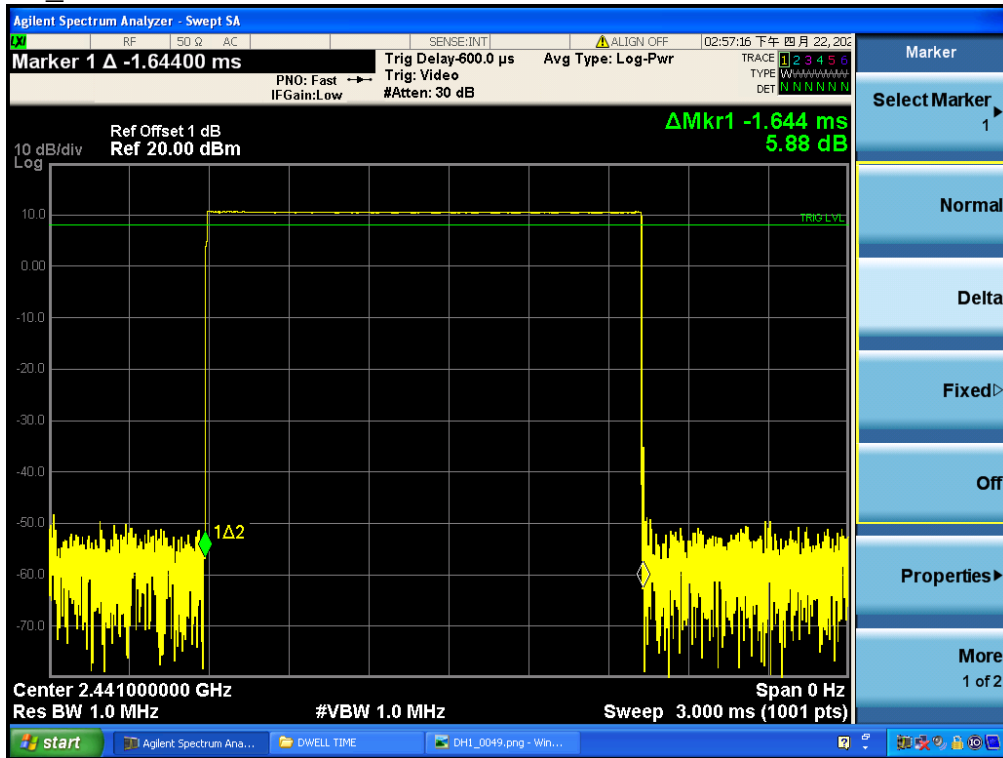 Agilent Spectrum Analyzer - Swept SA
LXI RF 50 Ω AC SENSE:INT ALIGN OFF 02:57:16 下午 四月 22, 202
Marker 1 Δ -1.64400 ms
PNO: Fast
IFGain:Low
Trig Delay-600.0 µs
Trig: Video
#Atten: 30 dB
Avg Type: Log-Pwr
TRACE 1 2 3 4 5 6
TYPE W
DET N N N N N N
ΔMkr1 -1.644 ms
5.88 dB
Ref Offset 1 dB
10 dB/div Ref 20.00 dBm
Log
10.0
TRIG LVL
0.00
-10.0
-20.0
-30.0
-40.0
-50.0
1Δ2
-60.0
-70.0
Center 2.441000000 GHz Span 0 Hz
Res BW 1.0 MHz #VBW 1.0 MHz Sweep 3.000 ms (1001 pts)
Marker
Select Marker
1
Normal
Delta
Fixed
Off
Properties
More
1 of 2
start Agilent Spectrum Ana... DWELL TIME DH1_0049.png - Win...